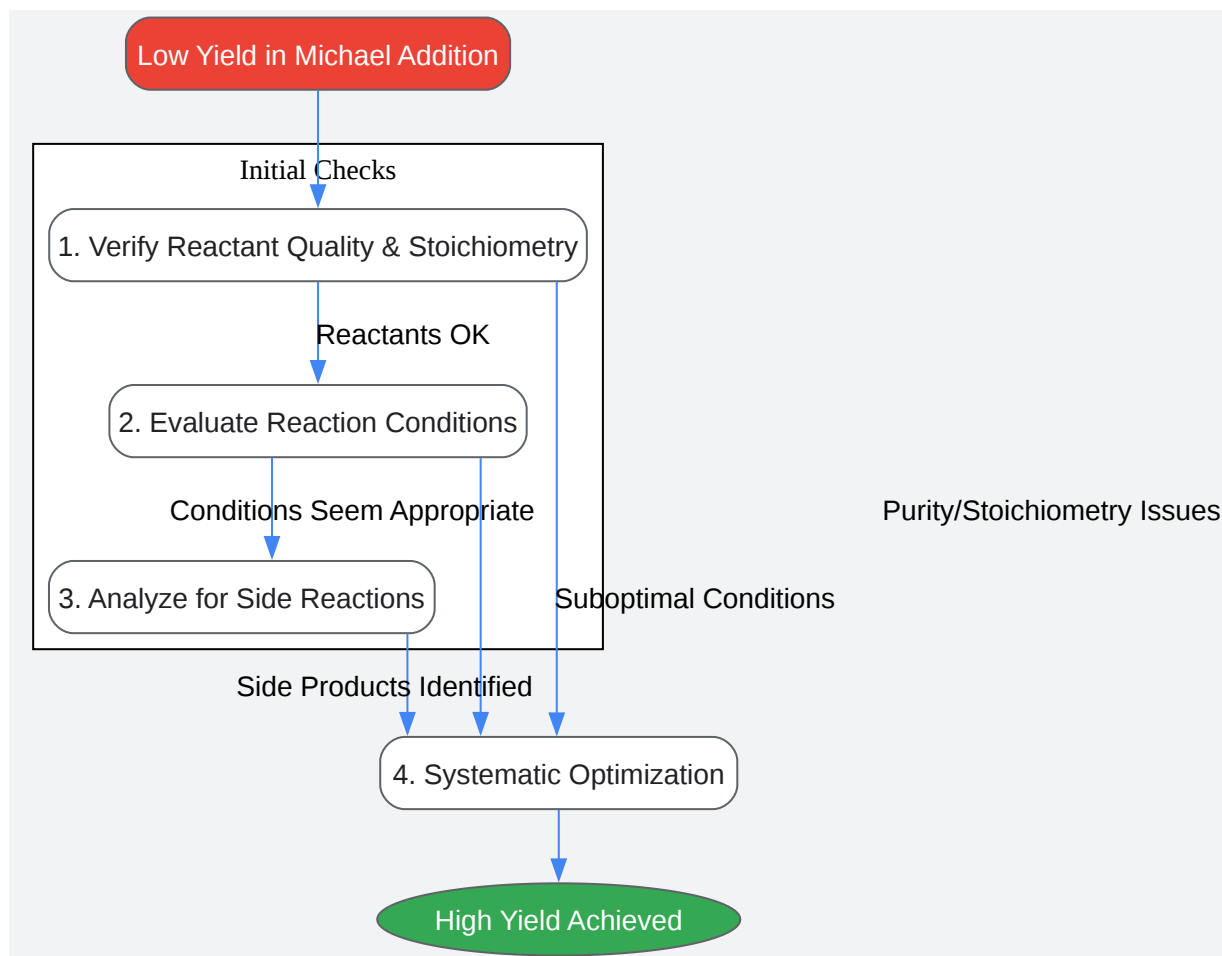 Low Yield in Michael Addition
Initial Checks
1. Verify Reactant Quality & Stoichiometry
Reactants OK
2. Evaluate Reaction Conditions
Conditions Seem Appropriate
Purity/Stoichiometry Issues
3. Analyze for Side Reactions
Suboptimal Conditions
Side Products Identified
4. Systematic Optimization
High Yield Achieved